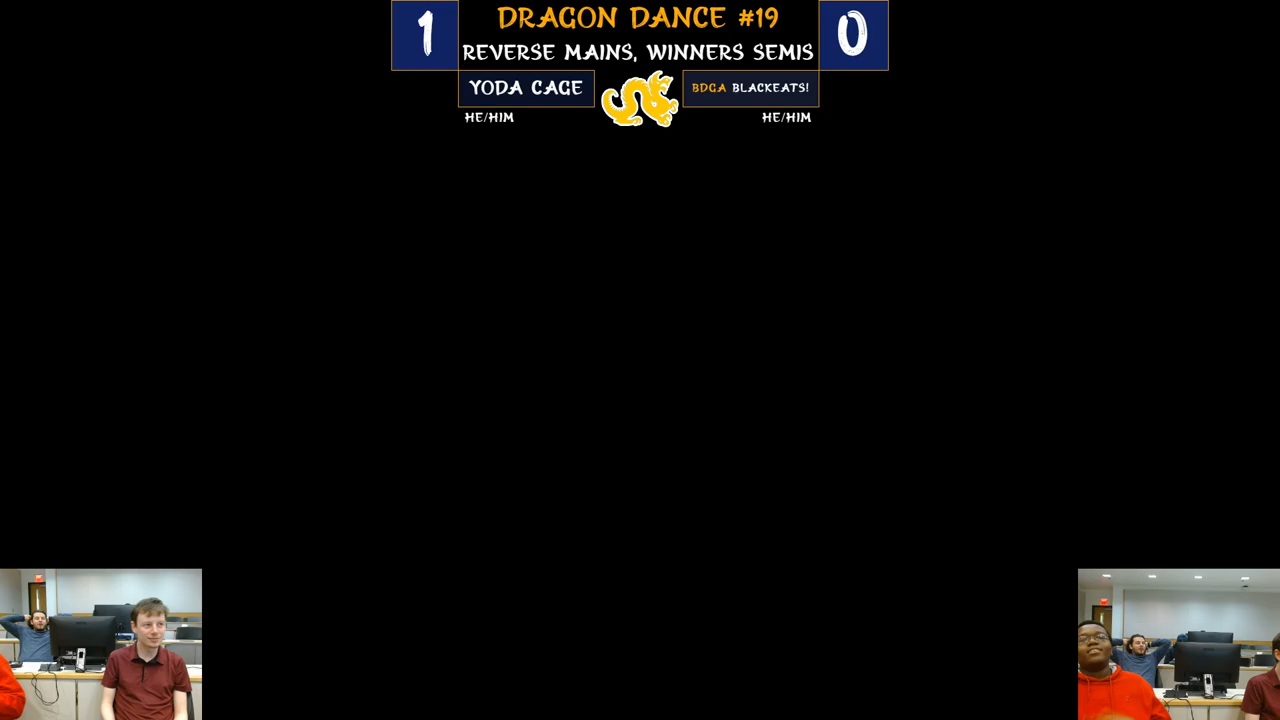 1
DRAGON DANCE #19
0
REVERSE MAINS, WINNERS SEMIS
YODA CAGE
BDGA BLACKEATS!
HE/HIM
HE/HIM